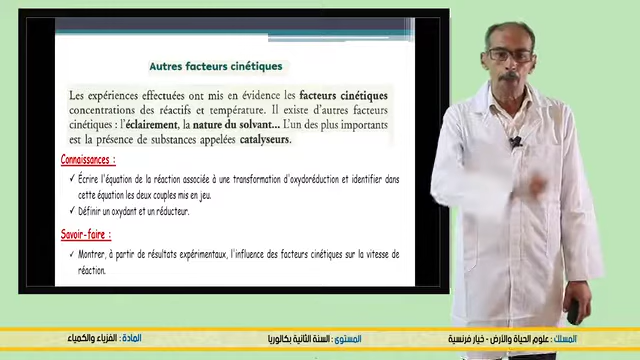 Autres facteurs cinétiques
Les expériences effectuées ont mis en évidence les facteurs cinétiques
concentrations des réactifs et température. Il existe d'autres facteurs
cinétiques : l'éclairement, la nature du solvant... L'un des plus importants
est la présence de substances appelées catalyseurs.
Connaissances :
✓ Écrire l'équation de la réaction associée à une transformation d'oxydoréduction et identifier dans
cette équation les deux couples mis en jeu.
✓ Définir un oxydant et un réducteur.
Savoir-faire :
✓ Montrer, à partir de résultats expérimentaux, l'influence des facteurs cinétiques sur la vitesse de
réaction.
المسلك : علوم الحياة والأرض - خيار فرنسية
المستوى : السنة الثانية بكالوريا
المادة : الفزياء والكمياء